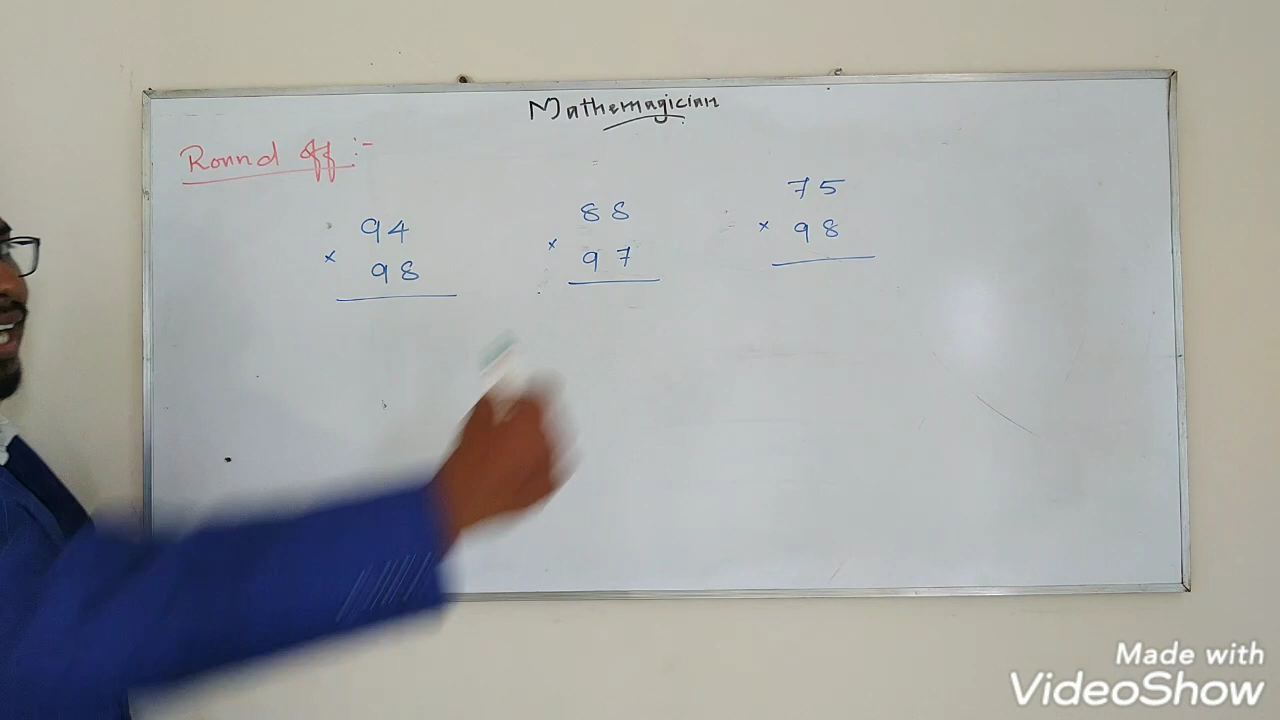 Mathemagician
Round off :-
94
× 98
88
× 97
75
× 98
Made with
VideoShow